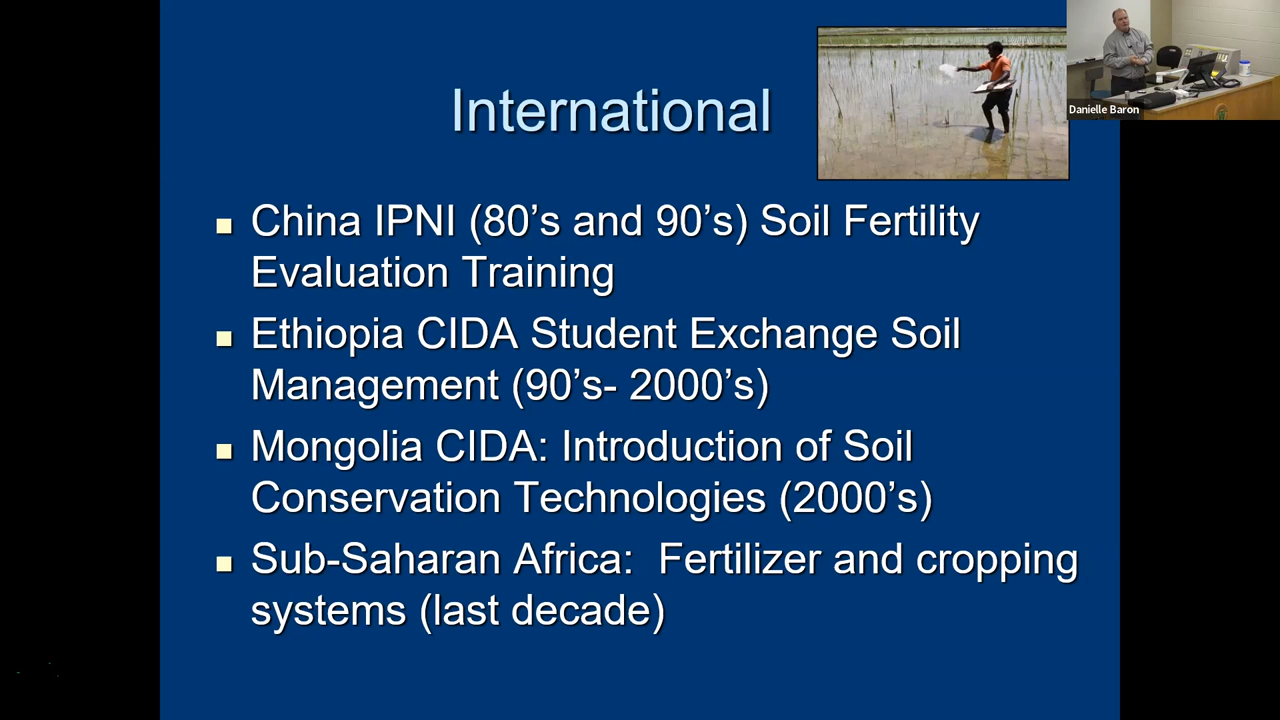 International
Danielle Baron
China IPNI (80’s and 90’s) Soil Fertility
Evaluation Training
Ethiopia CIDA Student Exchange Soil
Management (90’s- 2000’s)
Mongolia CIDA: Introduction of Soil
Conservation Technologies (2000’s)
Sub-Saharan Africa:  Fertilizer and cropping
systems (last decade)